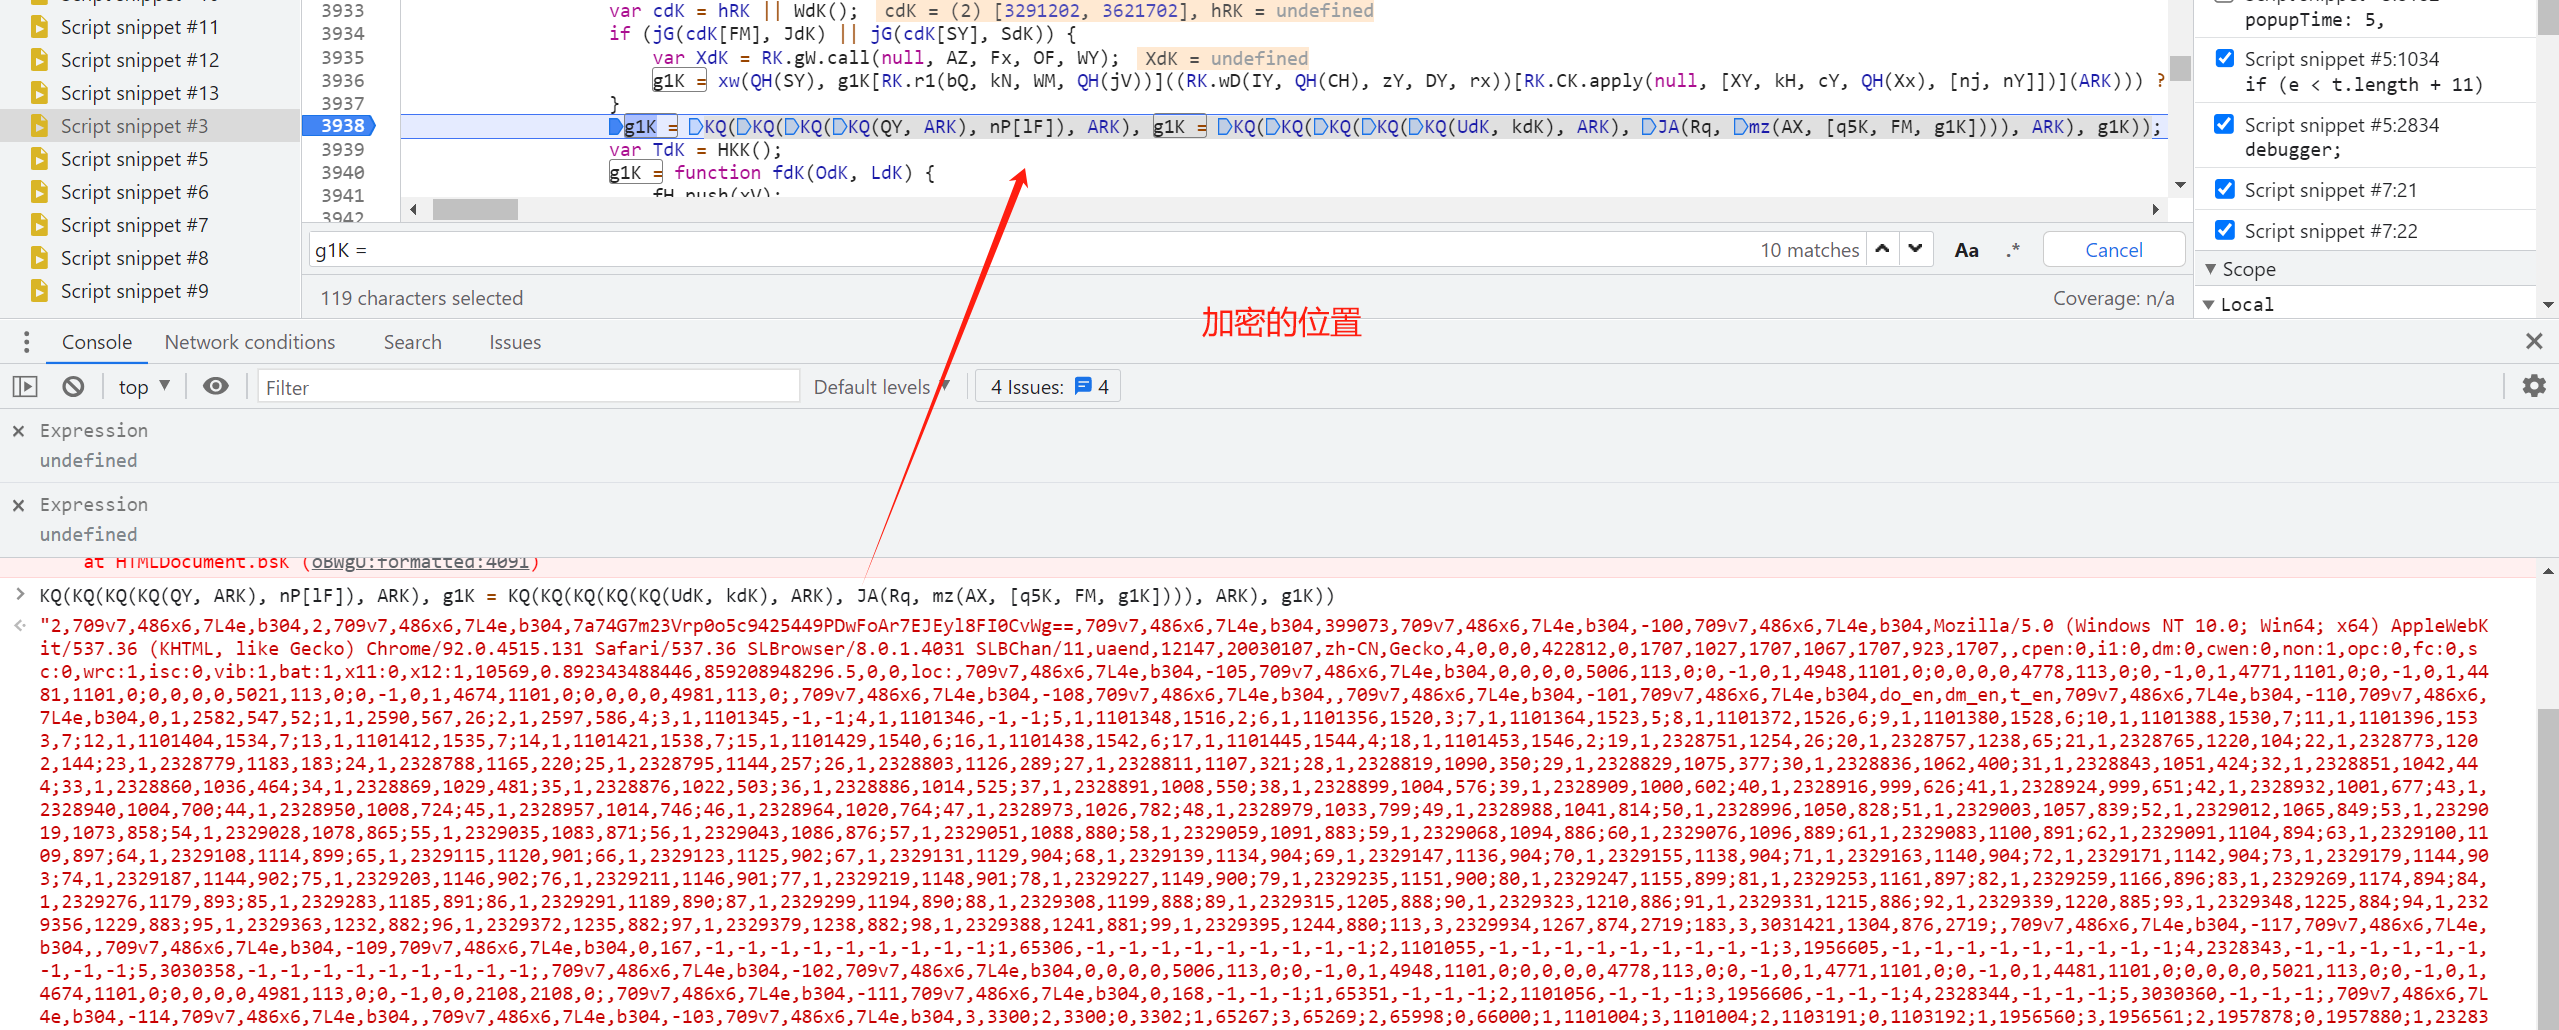 Script snippet #11
Script snippet #12
Script snippet #13
Script snippet #3
Script snippet #5
Script snippet #6
Script snippet #7
Script snippet #8
Script snippet #9
3933 var cdK = hRK || WdK(); cdK = (2) [3291202, 3621702], hRK = undefined
3934 if (jG(cdK[FM], JdK) || jG(cdK[SY], SdK)) {
3935 var XdK = RK.gW.call(null, AZ, Fx, OF, WY); XdK = undefined
3936 g1K = xw(QH(SY), g1K[RK.r1(bQ, kN, WM, QH(jV))]((RK.wD(IY, QH(CH), zY, DY, rx))[RK.CK.apply(null, [XY, kH, cY, QH(Xx), [nj, nY]])](ARK))) ?
3937 }
3938 g1K = KQ(KQ(KQ(KQ(QY, ARK), nP[lF]), ARK), g1K = KQ(KQ(KQ(KQ(KQ(UdK, kdK), ARK), JA(Rq, mz(AX, [q5K, FM, g1K]))), ARK), g1K));
3939 var TdK = HKK();
3940 g1K = function fdK(OdK, LdK) {
3941 fH.push(xV);
3942
g1K =
10 matches
Aa
.*
Cancel
119 characters selected
Coverage: n/a
popupTime: 5,
Script snippet #5:1034
if (e < t.length + 11)
Script snippet #5:2834
debugger;
Script snippet #7:21
Script snippet #7:22
Scope
Local
加密的位置
Console Network conditions Search Issues
top Filter Default levels 4 Issues: 4
Expression
undefined
Expression
undefined
at HTMLDocument.bsK (oBwgU:formatted:4091)
KQ(KQ(KQ(KQ(QY, ARK), nP[lF]), ARK), g1K = KQ(KQ(KQ(KQ(KQ(UdK, kdK), ARK), JA(Rq, mz(AX, [q5K, FM, g1K]))), ARK), g1K))
"2,709v7,486x6,7L4e,b304,2,709v7,486x6,7L4e,b304,7a74G7m23Vrp0o5c9425449PDwFoAr7EJEyl8FI0CvWg==,709v7,486x6,7L4e,b304,399073,709v7,486x6,7L4e,b304,-100,709v7,486x6,7L4e,b304,Mozilla/5.0 (Windows NT 10.0; Win64; x64) AppleWebK
it/537.36 (KHTML, like Gecko) Chrome/92.0.4515.131 Safari/537.36 SLBrowser/8.0.1.4031 SLBChan/11,uaend,12147,20030107,zh-CN,Gecko,4,0,0,0,422812,0,1707,1027,1707,1067,1707,923,1707,,cpen:0,i1:0,dm:0,cwen:0,non:1,opc:0,fc:0,s
c:0,wrc:1,isc:0,vib:1,bat:1,x11:0,x12:1,10569,0.892343488446,859208948296.5,0,0,loc:,709v7,486x6,7L4e,b304,-105,709v7,486x6,7L4e,b304,0,0,0,0,5006,113,0;0,-1,0,1,4948,1101,0;0,0,0,0,4778,113,0;0,-1,0,1,4771,1101,0;0,-1,0,1,44
81,1101,0;0,0,0,0,5021,113,0;0,-1,0,1,4674,1101,0;0,0,0,0,4981,113,0;,709v7,486x6,7L4e,b304,-108,709v7,486x6,7L4e,b304,,709v7,486x6,7L4e,b304,-101,709v7,486x6,7L4e,b304,do_en,dm_en,t_en,709v7,486x6,7L4e,b304,-110,709v7,486x6,
7L4e,b304,0,1,2582,547,52;1,1,2590,567,26;2,1,2597,586,4;3,1,1101345,-1,-1;4,1,1101346,-1,-1;5,1,1101348,1516,2;6,1,1101356,1520,3;7,1,1101364,1523,5;8,1,1101372,1526,6;9,1,1101380,1528,6;10,1,1101388,1530,7;11,1,1101396,153
3,7;12,1,1101404,1534,7;13,1,1101412,1535,7;14,1,1101421,1538,7;15,1,1101429,1540,6;16,1,1101438,1542,6;17,1,1101445,1544,4;18,1,1101453,1546,2;19,1,2328751,1254,26;20,1,2328757,1238,65;21,1,2328765,1220,104;22,1,2328773,120
2,144;23,1,2328779,1183,183;24,1,2328788,1165,220;25,1,2328795,1144,257;26,1,2328803,1126,289;27,1,2328811,1107,321;28,1,2328819,1090,350;29,1,2328829,1075,377;30,1,2328836,1062,400;31,1,2328843,1051,424;32,1,2328851,1042,44
4;33,1,2328860,1036,464;34,1,2328869,1029,481;35,1,2328876,1022,503;36,1,2328886,1014,525;37,1,2328891,1008,550;38,1,2328899,1004,576;39,1,2328909,1000,602;40,1,2328916,999,626;41,1,2328924,999,651;42,1,2328932,1001,677;43,1,
2328940,1004,700;44,1,2328950,1008,724;45,1,2328957,1014,746;46,1,2328964,1020,764;47,1,2328973,1026,782;48,1,2328979,1033,799;49,1,2328988,1041,814;50,1,2328996,1050,828;51,1,2329003,1057,839;52,1,2329012,1065,849;53,1,2329
019,1073,858;54,1,2329028,1078,865;55,1,2329035,1083,871;56,1,2329043,1086,876;57,1,2329051,1088,880;58,1,2329059,1091,883;59,1,2329068,1094,886;60,1,2329076,1096,889;61,1,2329083,1100,891;62,1,2329091,1104,894;63,1,2329100,1
109,897;64,1,2329108,1114,899;65,1,2329115,1120,901;66,1,2329123,1125,902;67,1,2329131,1129,904;68,1,2329139,1134,904;69,1,2329147,1136,904;70,1,2329155,1138,904;71,1,2329163,1140,904;72,1,2329171,1142,904;73,1,2329179,1144,90
3;74,1,2329187,1144,902;75,1,2329203,1146,902;76,1,2329211,1146,901;77,1,2329219,1148,901;78,1,2329227,1149,900;79,1,2329235,1151,900;80,1,2329247,1155,899;81,1,2329253,1161,897;82,1,2329259,1166,896;83,1,2329269,1174,894;84,
1,2329276,1179,893;85,1,2329283,1185,891;86,1,2329291,1189,890;87,1,2329299,1194,890;88,1,2329308,1199,888;89,1,2329315,1205,888;90,1,2329323,1210,886;91,1,2329331,1215,886;92,1,2329339,1220,885;93,1,2329348,1225,884;94,1,232
9356,1229,883;95,1,2329363,1232,882;96,1,2329372,1235,882;97,1,2329379,1238,882;98,1,2329388,1241,881;99,1,2329395,1244,880;113,3,2329934,1267,874,2719;183,3,3031421,1304,876,2719;,709v7,486x6,7L4e,b304,-117,709v7,486x6,7L4e,
b304,,709v7,486x6,7L4e,b304,-109,709v7,486x6,7L4e,b304,0,167,-1,-1,-1,-1,-1,-1,-1,-1,-1;1,65306,-1,-1,-1,-1,-1,-1,-1,-1,-1;2,1101055,-1,-1,-1,-1,-1,-1,-1,-1,-1;3,1956605,-1,-1,-1,-1,-1,-1,-1,-1,-1;4,2328343,-1,-1,-1,-1,-1,-1,
-1,-1,-1;5,3030358,-1,-1,-1,-1,-1,-1,-1,-1,-1;,709v7,486x6,7L4e,b304,-102,709v7,486x6,7L4e,b304,0,0,0,0,5006,113,0;0,-1,0,1,4948,1101,0;0,0,0,0,4778,113,0;0,-1,0,1,4771,1101,0;0,-1,0,1,4481,1101,0;0,0,0,0,5021,113,0;0,-1,0,1,
4674,1101,0;0,0,0,0,4981,113,0;0,-1,0,0,2108,2108,0;,709v7,486x6,7L4e,b304,-111,709v7,486x6,7L4e,b304,0,168,-1,-1,-1;1,65351,-1,-1,-1;2,1101056,-1,-1,-1;3,1956606,-1,-1,-1;4,2328344,-1,-1,-1;5,3030360,-1,-1,-1;,709v7,486x6,7L
4e,b304,-114,709v7,486x6,7L4e,b304,,709v7,486x6,7L4e,b304,-103,709v7,486x6,7L4e,b304,3,3300;2,3300;0,3302;1,65267;3,65269;2,65998;0,66000;1,1101004;3,1101004;2,1103191;0,1103192;1,1956560;3,1956561;2,1957878;0,1957880;1,23283